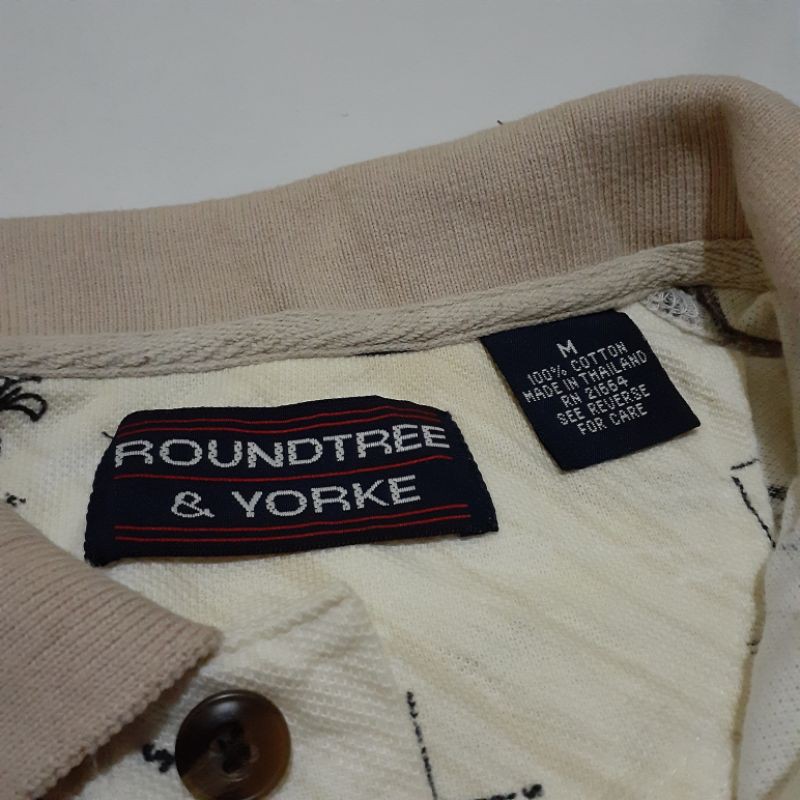 ROUNDTREE
& YORKE
M
100% COTTON
MADE IN THAILAND
RN 21664
SEE REVERSE
FOR CARE